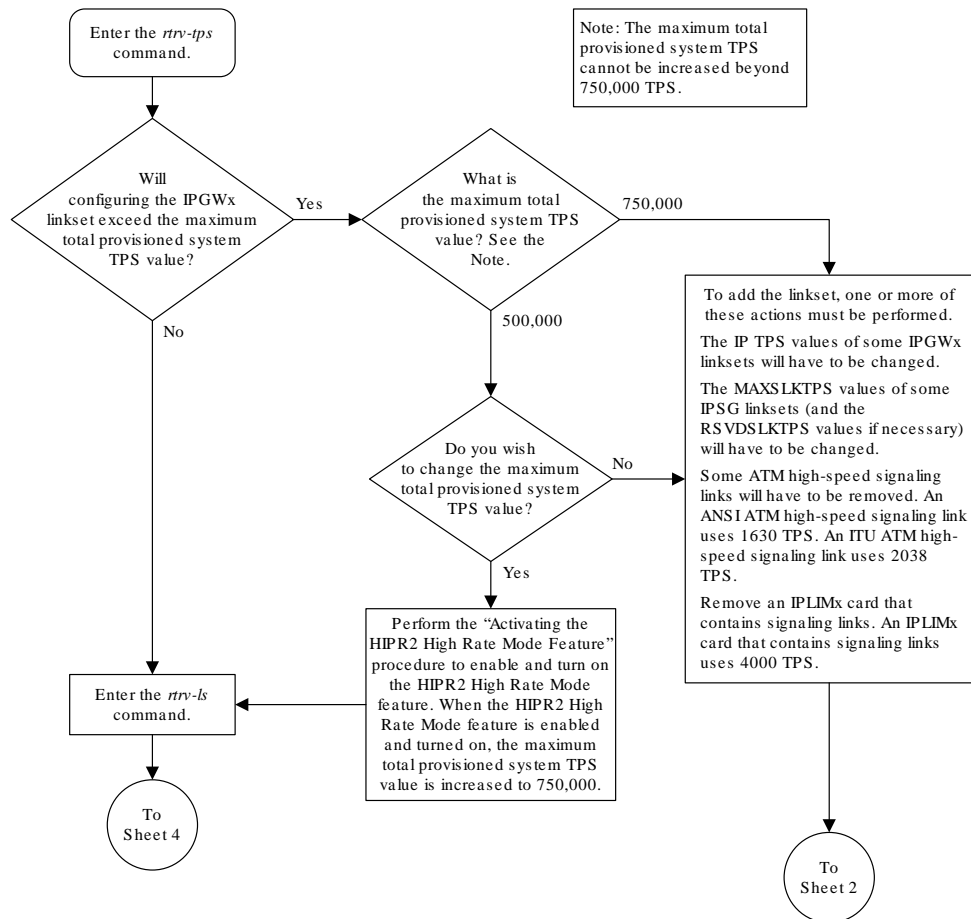 Enter the rtrv-tps
command.
Note: The maximum total
provisioned system TPS
cannot be increased beyond
750,000 TPS.
Will
configuring the IPGWx
linkset exceed the maximum
total provisioned system
TPS value?
Yes
What is
the maximum total
provisioned system TPS
value? See the
Note.
750,000
No
500,000
To add the linkset, one or more of
these actions must be performed.
The IP TPS values of some IPGWx
linksets will have to be changed.
The MAXSLKTPS values of some
IPSG linksets (and the
RSVDSLKTPS values if necessary)
will have to be changed.
Some ATM high-speed signaling
links will have to be removed. An
ANSI ATM high-speed signaling link
uses 1630 TPS. An ITU ATM high-
speed signaling link uses 2038
TPS.
Remove an IPLIMx card that
contains signaling links. An IPLIMx
card that contains signaling links
uses 4000 TPS.
Do you wish
to change the maximum
total provisioned system
TPS value?
No
Yes
Perform the “Activating the
HIPR2 High Rate Mode Feature”
procedure to enable and turn on
the HIPR2 High Rate Mode
feature. When the HIPR2 High
Rate Mode feature is enabled
and turned on, the maximum
total provisioned system TPS
value is increased to 750,000.
Enter the rtrv-ls
command.
To
Sheet 4
To
Sheet 2